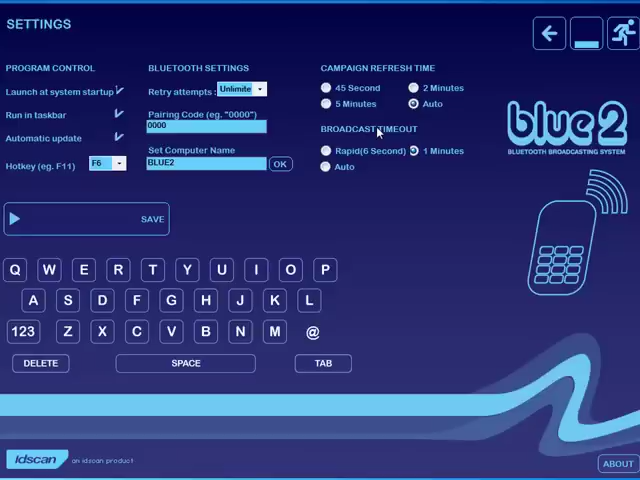 SETTINGS
PROGRAM CONTROL
Launch at system startup
Run in taskbar
Automatic update
Hotkey (eg. F11)
F6
BLUETOOTH SETTINGS
Retry attempts :
Unlimite
Pairing Code (eg. "0000")
0000
Set Computer Name
BLUE2
OK
CAMPAIGN REFRESH TIME
45 Second
2 Minutes
5 Minutes
Auto
BROADCAST TIMEOUT
Rapid(6 Second)
1 Minutes
Auto
blue2
BLUETOOTH BROADCASTING SYSTEM
SAVE
Q W E R T Y U I O P
A S D F G H J K L
123 Z X C V B N M @
DELETE SPACE TAB
idscan an idscan product
ABOUT